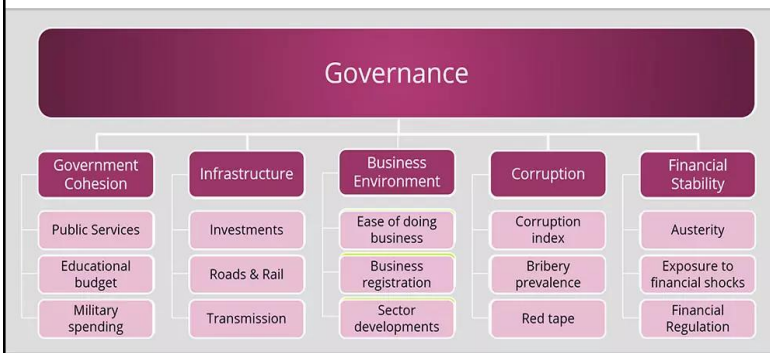 Governance
Government
Cohesion
Public Services
Educational
budget
Military
spending
Infrastructure
Investments
Roads & Rail
Transmission
Business
Environment
Ease of doing
business
Business
registration
Sector
developments
Corruption
Corruption
index
Bribery
prevalence
Red tape
Financial
Stability
Austerity
Exposure to
financial shocks
Financial
Regulation